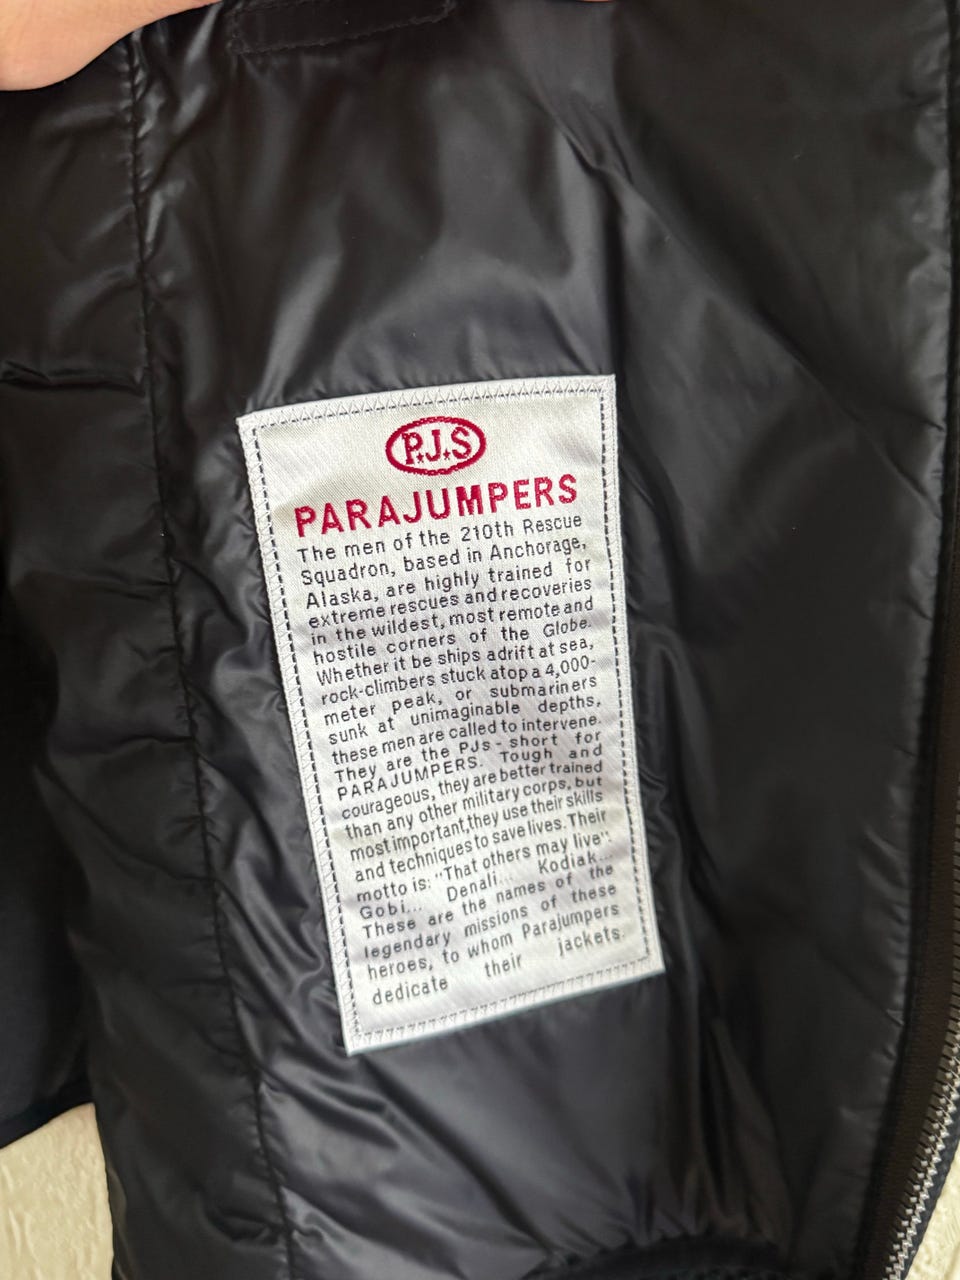 P.J.S
PARAJUMPERS
The men of the 210th Rescue
Squadron, based in Anchorage,
Alaska, are highly trained for
extreme rescues and recoveries
in the wildest, most remote and
hostile corners of the Globe.
Whether it be ships adrift at sea,
rock-climbers stuck atop a 4,000-
meter peak, or submariners
sunk at unimaginable depths,
these men are called to intervene.
They are the PJs - short for
PARAJUMPERS. Tough and
courageous, they are better trained
than any other military corps, but
most important, they use their skills
and techniques to save lives. Their
motto is: "That others may live".
Gobi... Denali... Kodiak...
These are the names of the
legendary missions of these
heroes, to whom Parajumpers
dedicate their jackets.